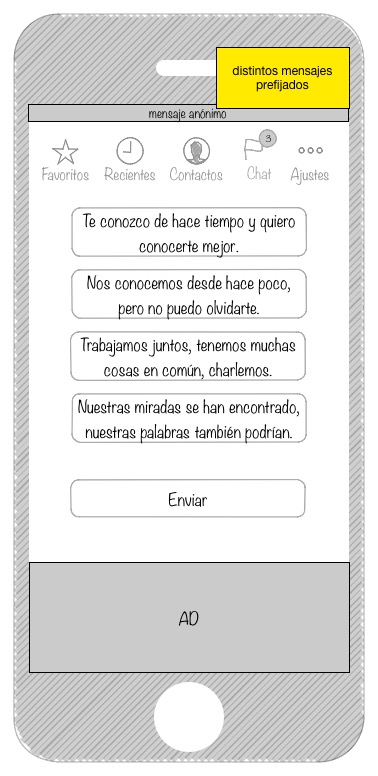 distintos mensajes
prefijados
mensaje anónimo
3
Favoritos Recientes Contactos Chat Ajustes
Te conozco de hace tiempo y quiero
conocerte mejor.
Nos conocemos desde hace poco,
pero no puedo olvidarte.
Trabajamos juntos, tenemos muchas
cosas en común, charlemos.
Nuestras miradas se han encontrado,
nuestras palabras también podrían.
Enviar
AD